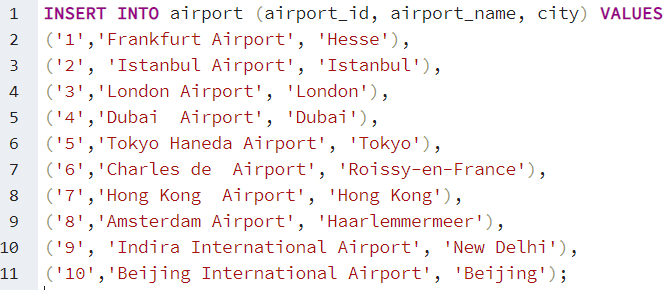 1 INSERT INTO airport (airport_id, airport_name, city) VALUES
2 ('1','Frankfurt Airport', 'Hesse'),
3 ('2', 'Istanbul Airport', 'Istanbul'),
4 ('3','London Airport', 'London'),
5 ('4','Dubai  Airport', 'Dubai'),
6 ('5','Tokyo Haneda Airport', 'Tokyo'),
7 ('6','Charles de  Airport', 'Roissy-en-France'),
8 ('7','Hong Kong  Airport', 'Hong Kong'),
9 ('8','Amsterdam Airport', 'Haarlemmermeer'),
10 ('9', 'Indira International Airport', 'New Delhi'),
11 ('10','Beijing International Airport', 'Beijing');